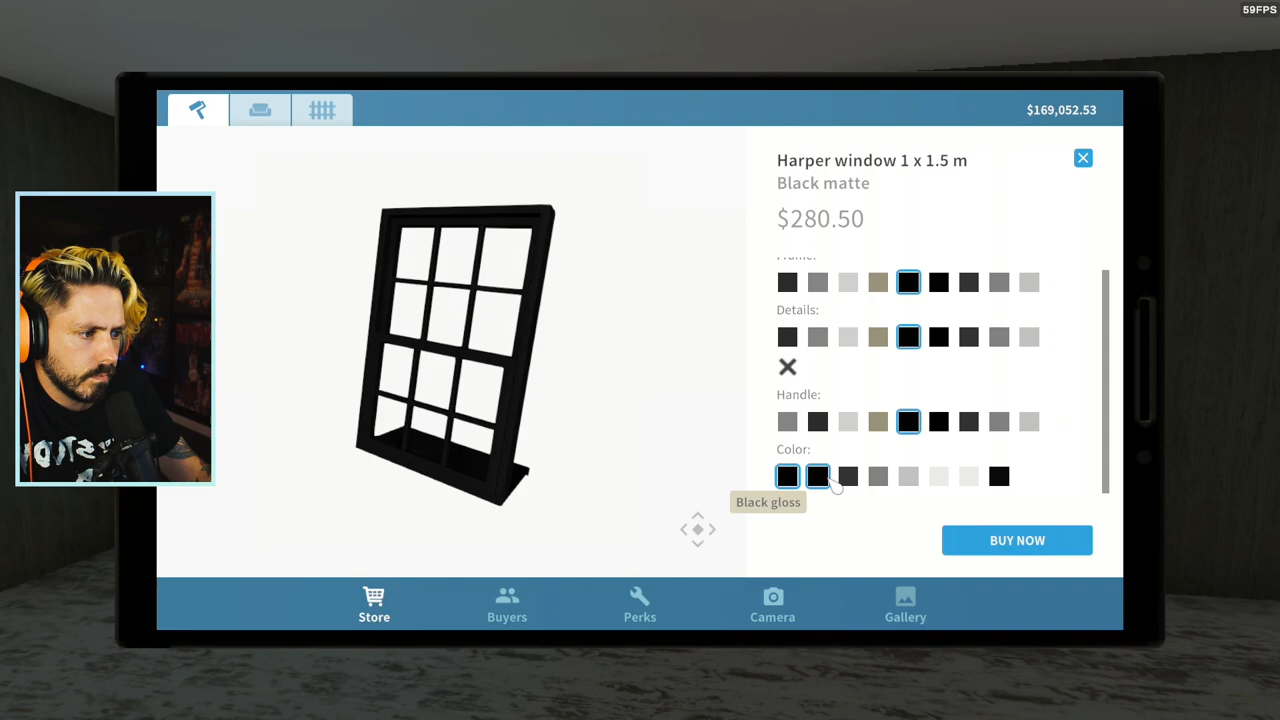 59FPS
$169,052.53
Harper window 1 x 1.5 m
Black matte
$280.50
Frame:
Details:
Handle:
Color:
Black gloss
BUY NOW
Store
Buyers
Perks
Camera
Gallery